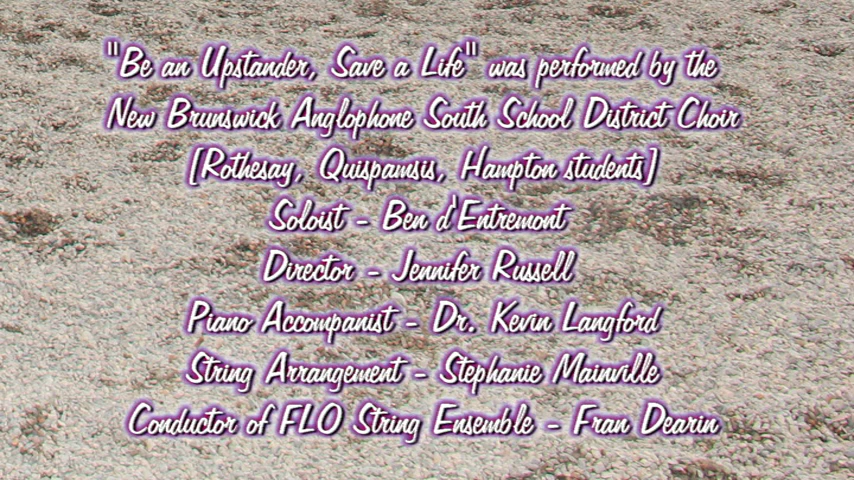 "Be an Upstander, Save a Life" was performed by the
New Brunswick Anglophone South School District Choir
[Rothesay, Quispamsis, Hampton students]
Soloist - Ben d'Entremont
Director - Jennifer Russell
Piano Accompanist - Dr. Kevin Langford
String Arrangement - Stephanie Mainville
Conductor of FLO String Ensemble - Fran Dearin